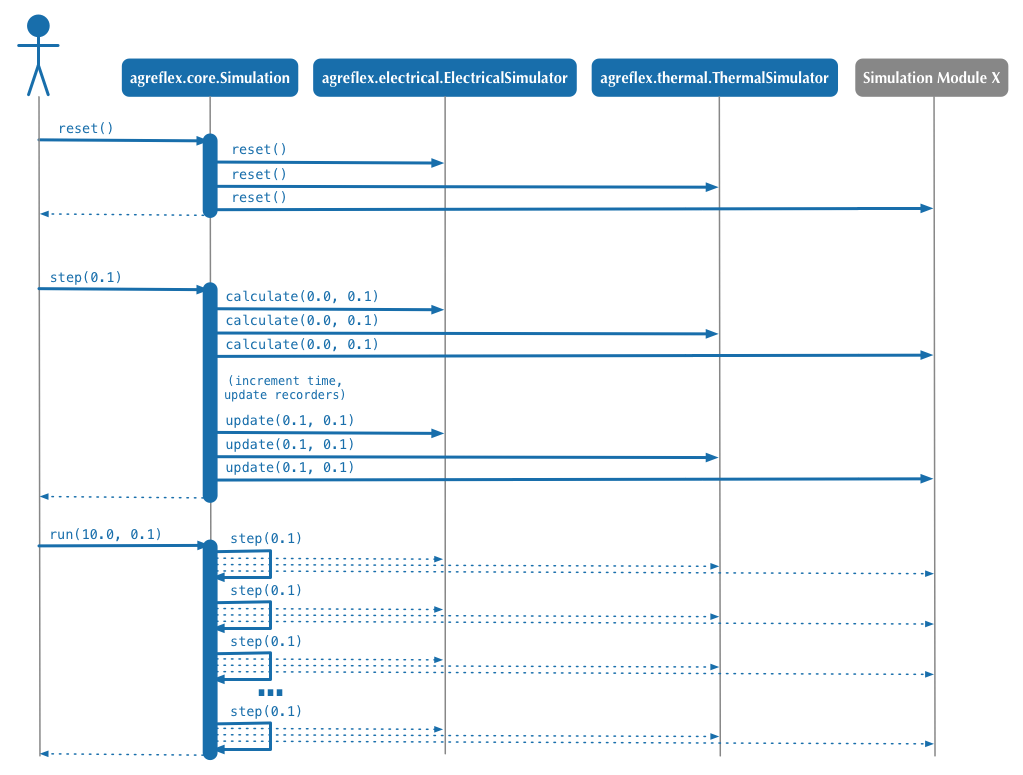 agreflex.core.Simulation
agreflex.electrical.ElectricalSimulator
agreflex.thermal.ThermalSimulator
Simulation Module X
reset()
reset()
reset()
reset()
step(0.1)
calculate(0.0, 0.1)
calculate(0.0, 0.1)
calculate(0.0, 0.1)
(increment time,
update recorders)
update(0.1, 0.1)
update(0.1, 0.1)
update(0.1, 0.1)
run(10.0, 0.1)
step(0.1)
step(0.1)
step(0.1)
...
step(0.1)